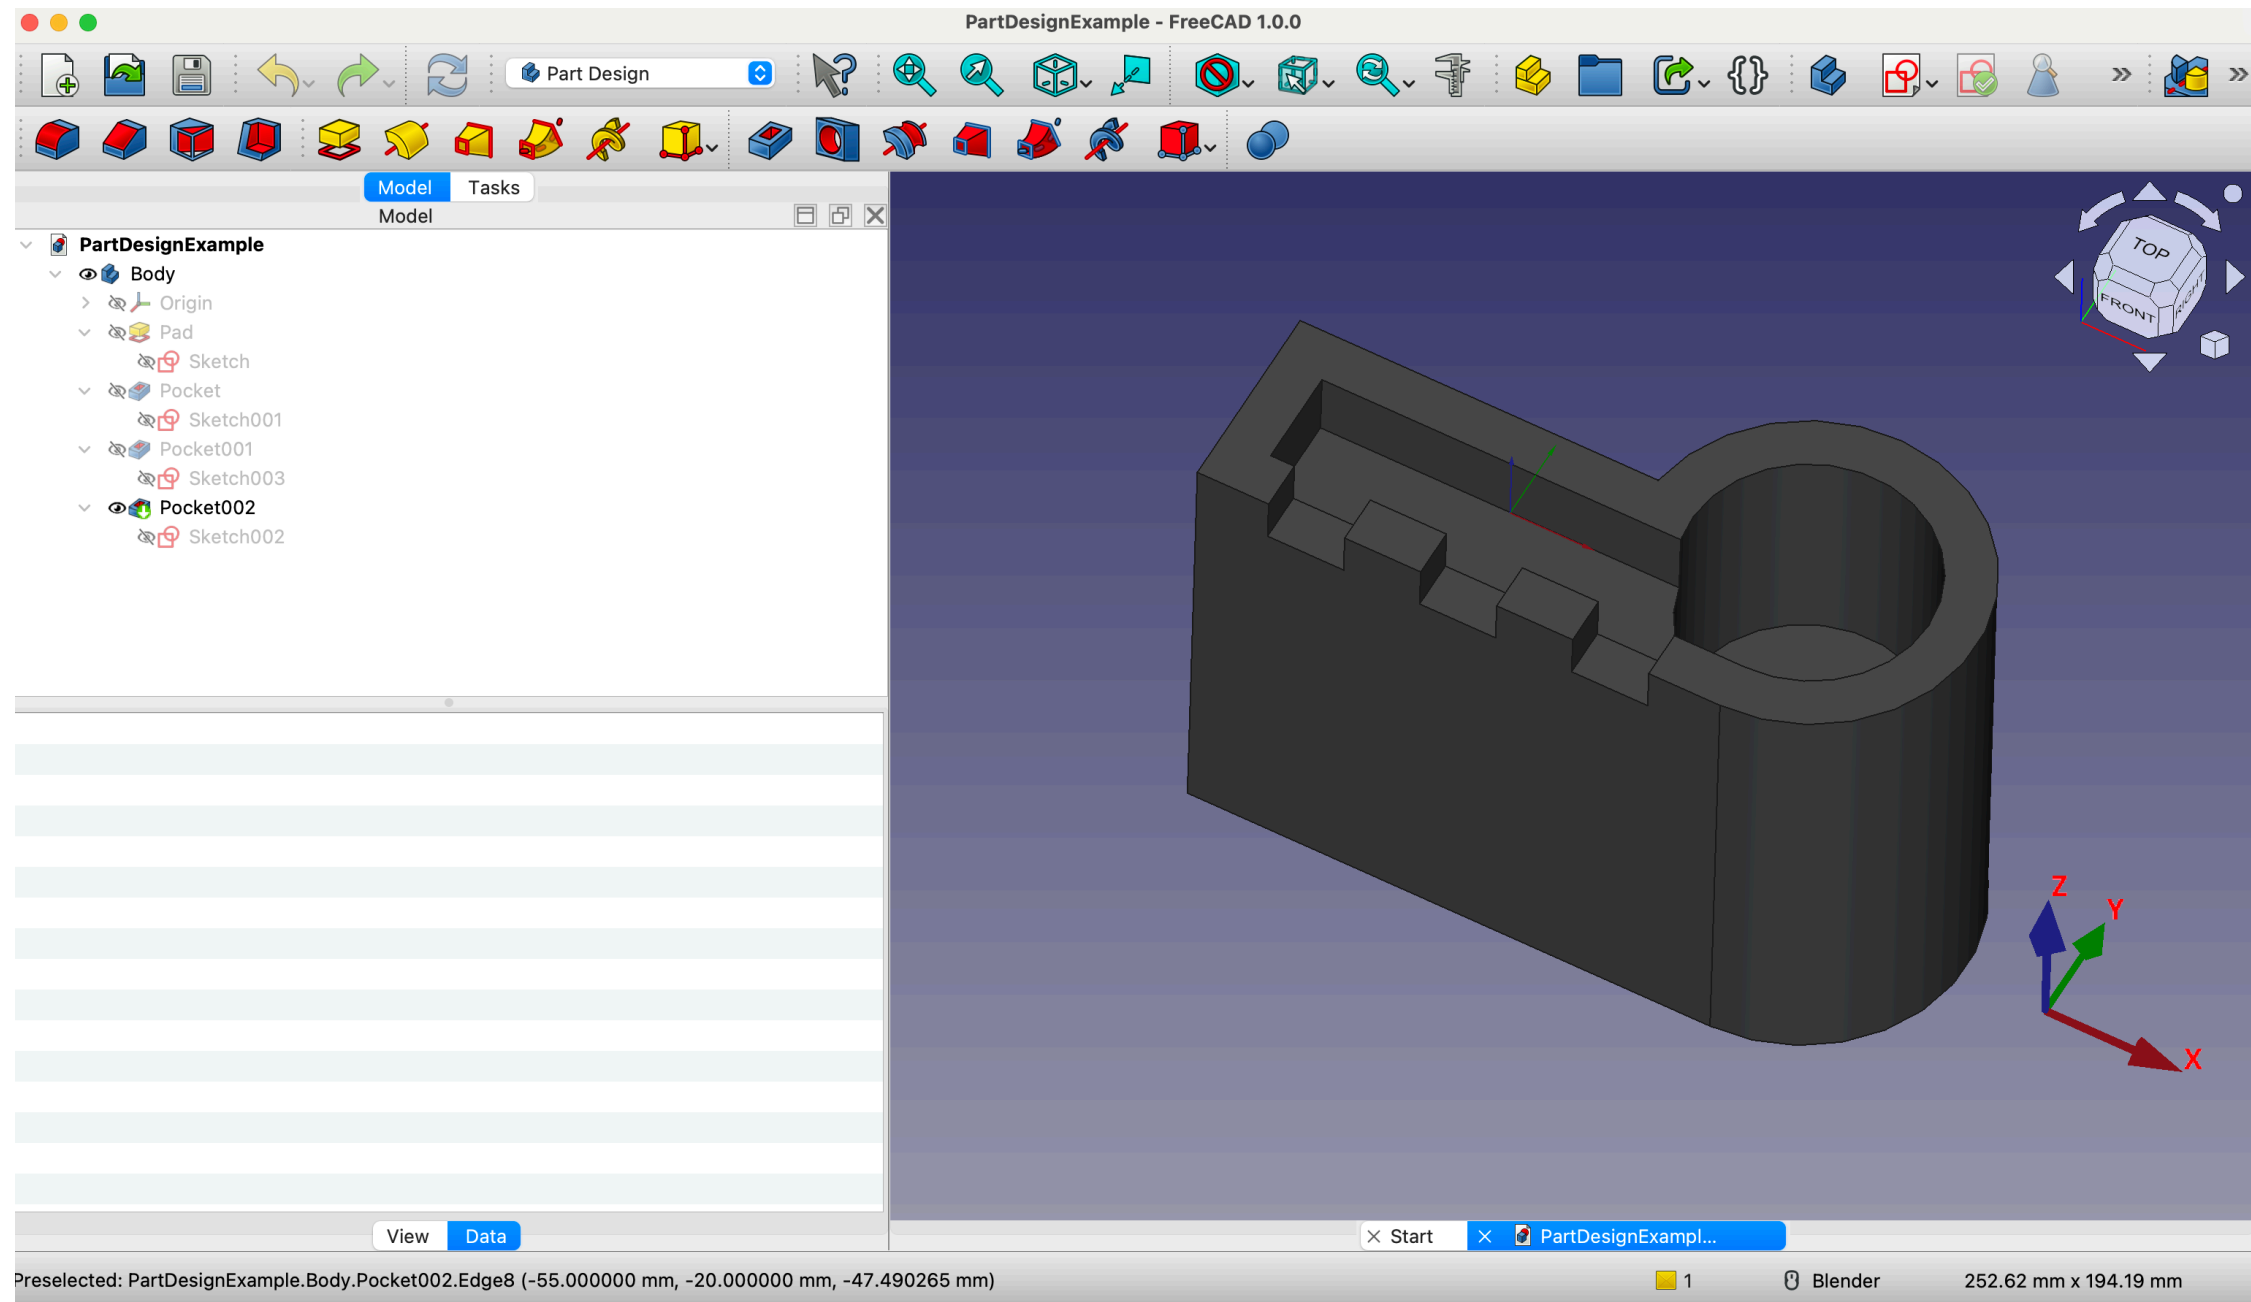 PartDesignExample - FreeCAD 1.0.0
Part Design
Model Tasks
Model
PartDesignExample
Body
Origin
Pad
Sketch
Pocket
Sketch001
Pocket001
Sketch003
Pocket002
Sketch002
TOP
FRONT
RIGHT
Z
Y
X
View Data
Start PartDesignExampl...
Preselected: PartDesignExample.Body.Pocket002.Edge8 (-55.000000 mm, -20.000000 mm, -47.490265 mm) 1 Blender 252.62 mm x 194.19 mm